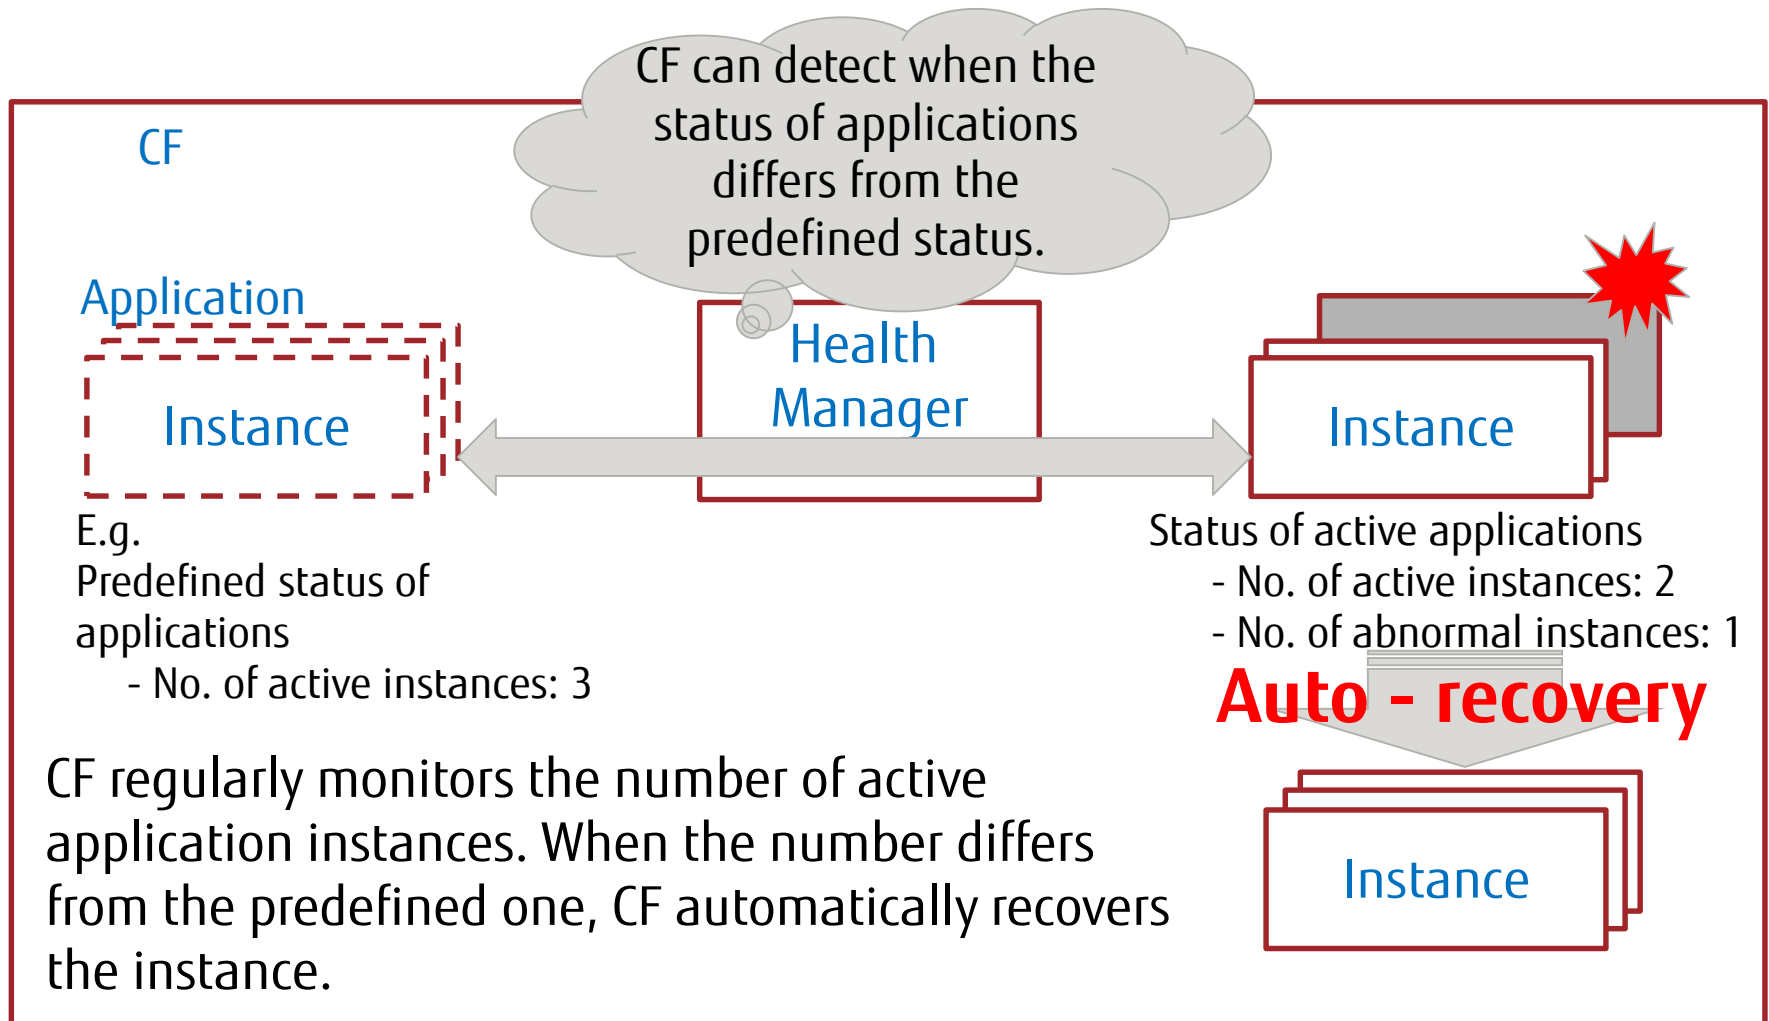 CF can detect when the
status of applications
differs from the
predefined status.
CF
Application
Instance
Health
Manager
Instance
E.g.
Predefined status of
applications
- No. of active instances: 3
Status of active applications
- No. of active instances: 2
- No. of abnormal instances: 1
Auto - recovery
CF regularly monitors the number of active
application instances. When the number differs
from the predefined one, CF automatically recovers
the instance.
Instance